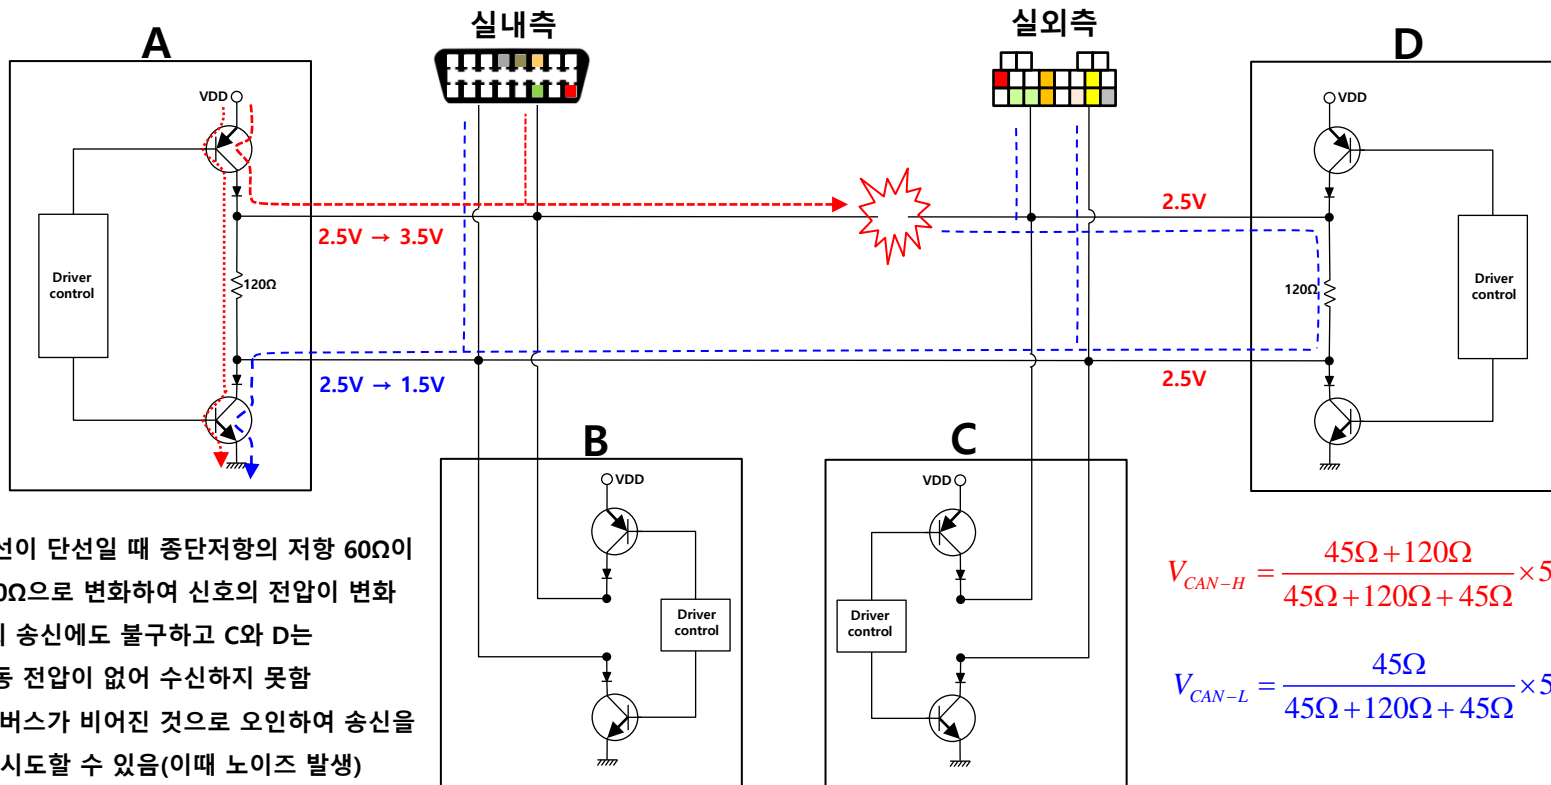 실내측
실외측
A
D
VDD
VDD
2.5V
2.5V → 3.5V
Driver
control
120Ω
120Ω
Driver
control
2.5V → 1.5V
2.5V
B
C
VDD
VDD
Driver
control
Driver
control
선이 단선일 때 종단저항의 저항 60Ω이
0Ω으로 변화하여 신호의 전압이 변화
송신에도 불구하고 C와 D는
전압이 없어 수신하지 못함
버스가 비어진 것으로 오인하여 송신을
시도할 수 있음(이때 노이즈 발생)
V_{CAN-H} = \frac{45Ω+120Ω}{45Ω+120Ω+45Ω} ×5
V_{CAN-L} = \frac{45Ω}{45Ω+120Ω+45Ω} ×5